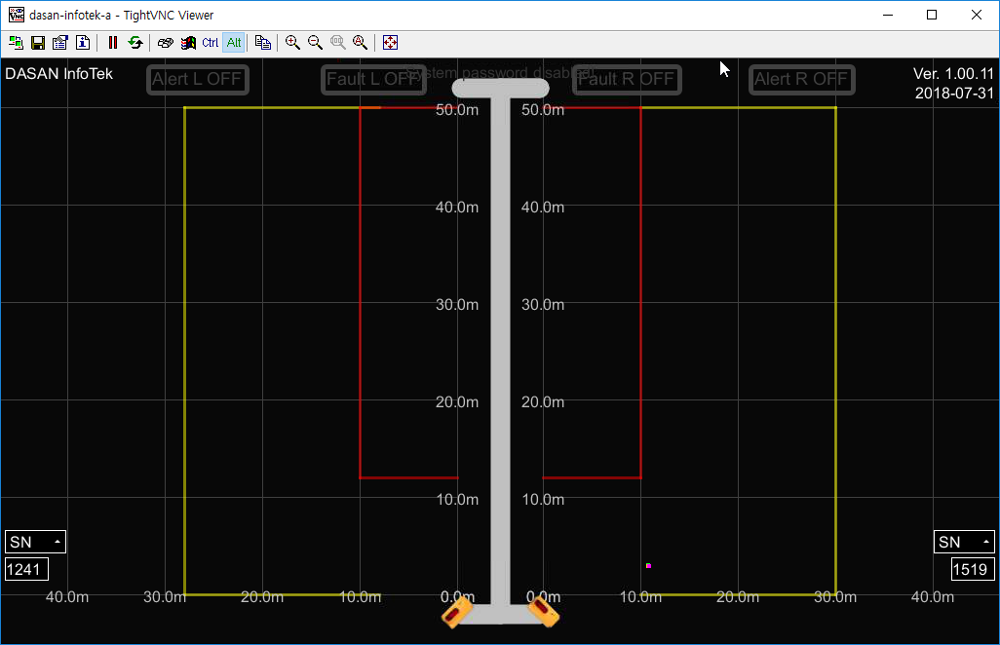 dasan-infotek-a - TightVNC Viewer
Ctrl Alt
DASAN InfoTek
Alert L OFF
Fault L OFF
System password disabled!
Fault R OFF
Alert R OFF
Ver. 1.00.11
2018-07-31
50.0m 50.0m
40.0m 40.0m
30.0m 30.0m
20.0m 20.0m
10.0m 10.0m
SN SN
1241 1519
40.0m 30.0m 20.0m 10.0m 0.0m 0.0m 10.0m 20.0m 30.0m 40.0m